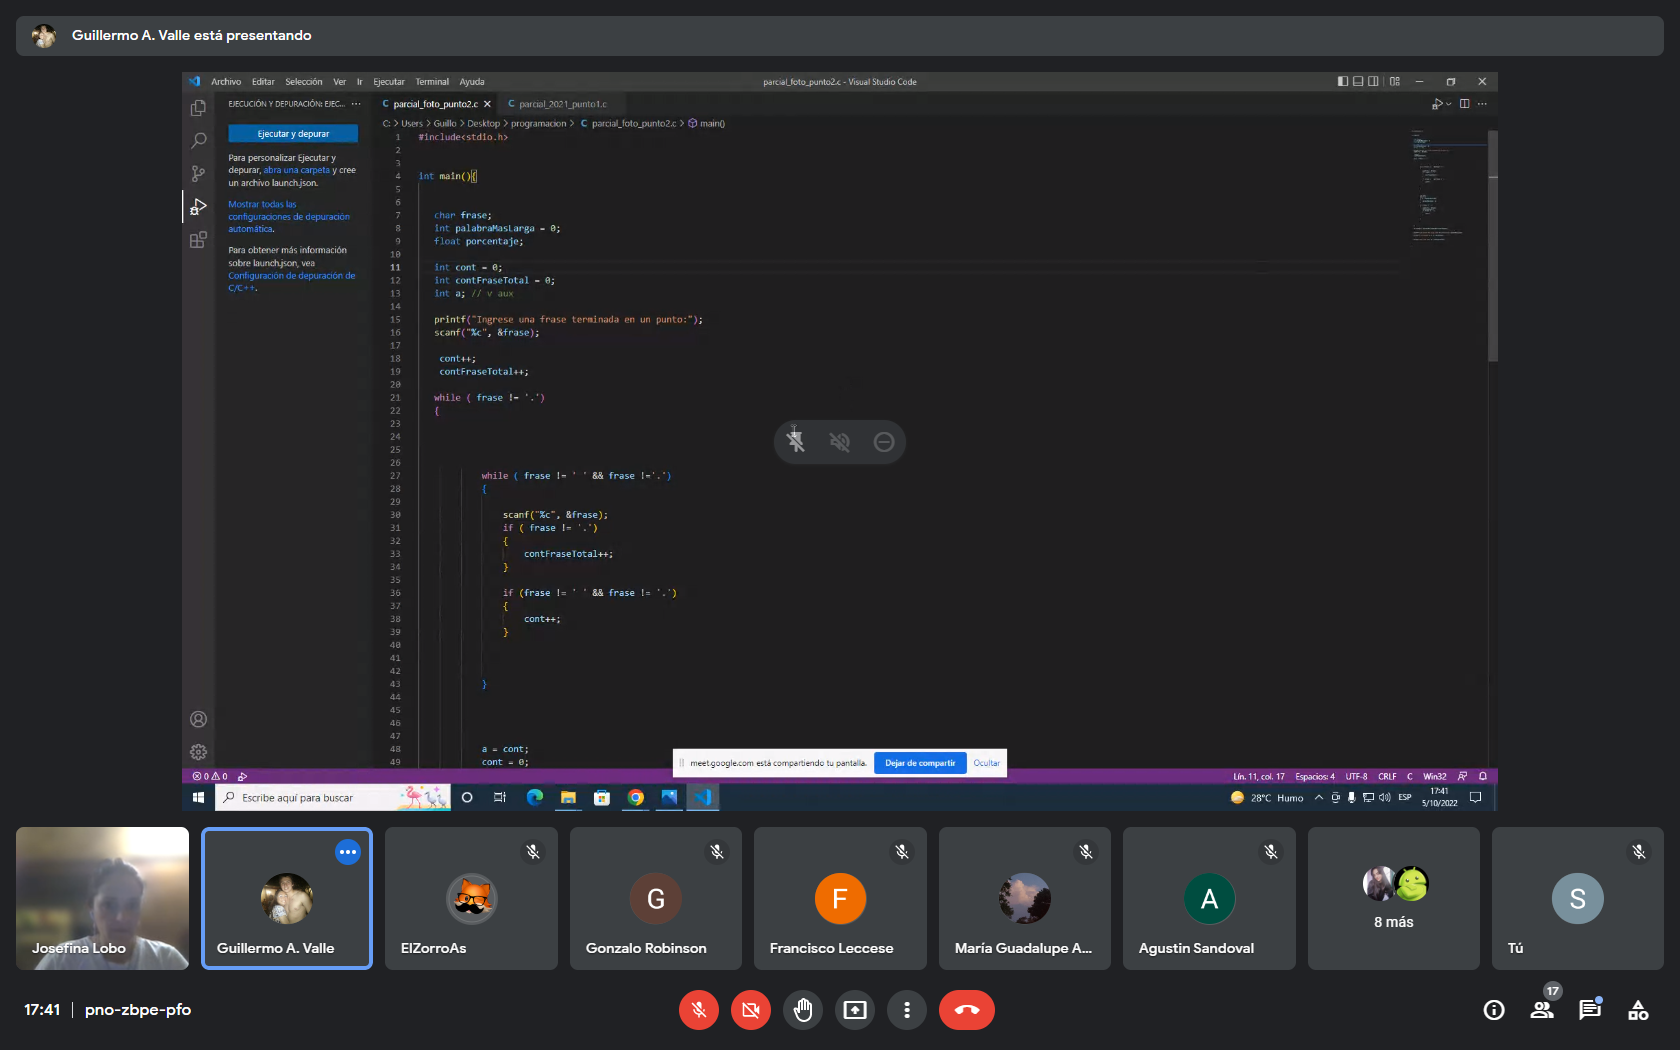 Guillermo A. Valle está presentando
Archivo Editar Selección Ver Ir Ejecutar Terminal Ayuda
parcial_foto_punto2.c - Visual Studio Code
EJECUCIÓN Y DEPURACIÓN: EJEC... ···
parcial_foto_punto2.c
C parcial_2021_punto1.c
Ejecutar y depurar
Para personalizar Ejecutar y
depurar, abra una carpeta y cree
un archivo launch.json.
Mostrar todas las
configuraciones de depuración
automática.
Para obtener más información
sobre launch.json, vea
Configuración de depuración de
C/C++.
C: > Users > Guillo > Desktop > programacion > C parcial_foto_punto2.c > main()
1 #include<stdio.h>
2
3
4 int main(){
5
6
7 char frase;
8 int palabraMasLarga = 0;
9 float porcentaje;
10
11 int cont = 0;
12 int contFraseTotal = 0;
13 int a; // v aux
14
15 printf("Ingrese una frase terminada en un punto:");
16 scanf("%c", &frase);
17
18 cont++;
19 contFraseTotal++;
20
21 while ( frase != '.')
22 {
23
24
25
26
27 while ( frase != ' ' && frase !='.')
28 {
29
30 scanf("%c", &frase);
31 if ( frase != '.')
32 {
33 contFraseTotal++;
34 }
35
36 if (frase != ' ' && frase != '.')
37 {
38 cont++;
39 }
40
41
42
43 }
44
45
46
47
48 a = cont;
49 cont = 0;
meet.google.com está compartiendo tu pantalla. Dejar de compartir Ocultar
0 0
Lín. 11, col. 17 Espacios: 4 UTF-8 CRLF C Win32
Escribe aquí para buscar
28°C Humo
ESP
17:41
5/10/2022
Josefina Lobo
Guillermo A. Valle
ElZorroAs
G
Gonzalo Robinson
F
Francisco Leccese
María Guadalupe A...
A
Agustin Sandoval
8 más
S
Tú
17:41 | pno-zbpe-pfo
17